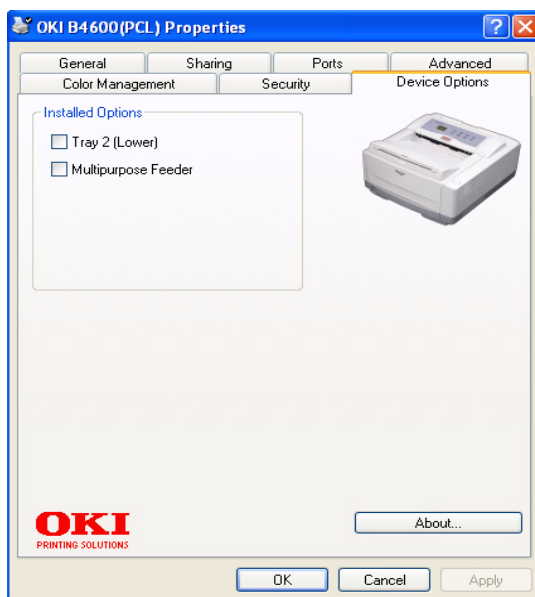 OKI B4600(PCL) Properties
General Sharing Ports Advanced
Color Management Security Device Options
Installed Options
Tray 2 (Lower)
Multipurpose Feeder
OKI
PRINTING SOLUTIONS
About...
OK Cancel Apply